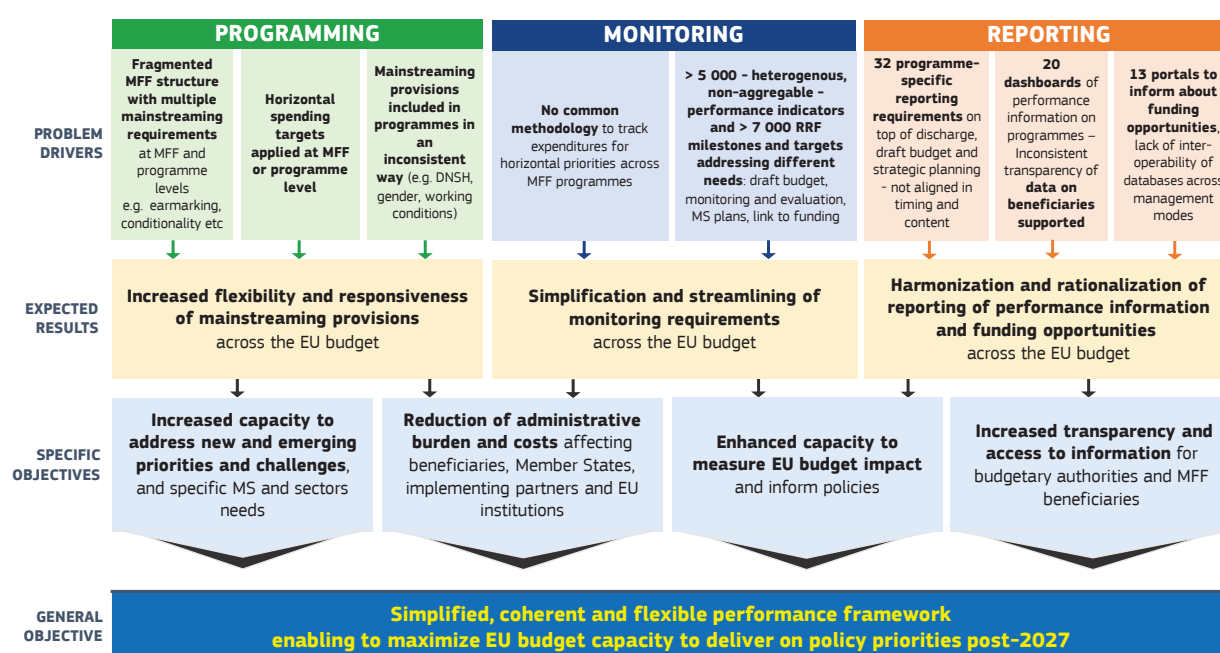 PROGRAMMING
MONITORING
REPORTING
PROBLEM
DRIVERS
Fragmented
MFF structure
with multiple
mainstreaming
requirements
at MFF and
programme
levels
e.g. earmarking,
conditionality etc
Horizontal
spending
targets
applied at MFF
or programme
level
Mainstreaming
provisions
included in
programmes in
an
inconsistent
way (e.g. DNSH,
gender, working
conditions)
No common
methodology to track
expenditures for
horizontal priorities across
MFF programmes
> 5 000 - heterogenous,
non-aggregable -
performance indicators
and > 7 000 RRF
milestones and targets
addressing different
needs: draft budget,
monitoring and evaluation,
MS plans, link to funding
32 programme-
specific
reporting
requirements on
top of discharge,
draft budget and
strategic planning
- not aligned in
timing and
content
20
dashboards of
performance
information on
programmes –
Inconsistent
transparency of
data on
beneficiaries
supported
13 portals to
inform about
funding
opportunities,
lack of inter-
operability of
databases across
management
modes
EXPECTED
RESULTS
Increased flexibility and responsiveness
of mainstreaming provisions
across the EU budget
Simplification and streamlining of
monitoring requirements
across the EU budget
Harmonization and rationalization of
reporting of performance information
and funding opportunities
across the EU budget
SPECIFIC
OBJECTIVES
Increased capacity to
address new and emerging
priorities and challenges,
and specific MS and sectors
needs
Reduction of administrative
burden and costs affecting
beneficiaries, Member States,
implementing partners and EU
institutions
Enhanced capacity to
measure EU budget impact
and inform policies
Increased transparency and
access to information for
budgetary authorities and MFF
beneficiaries
GENERAL
OBJECTIVE
Simplified, coherent and flexible performance framework
enabling to maximize EU budget capacity to deliver on policy priorities post-2027